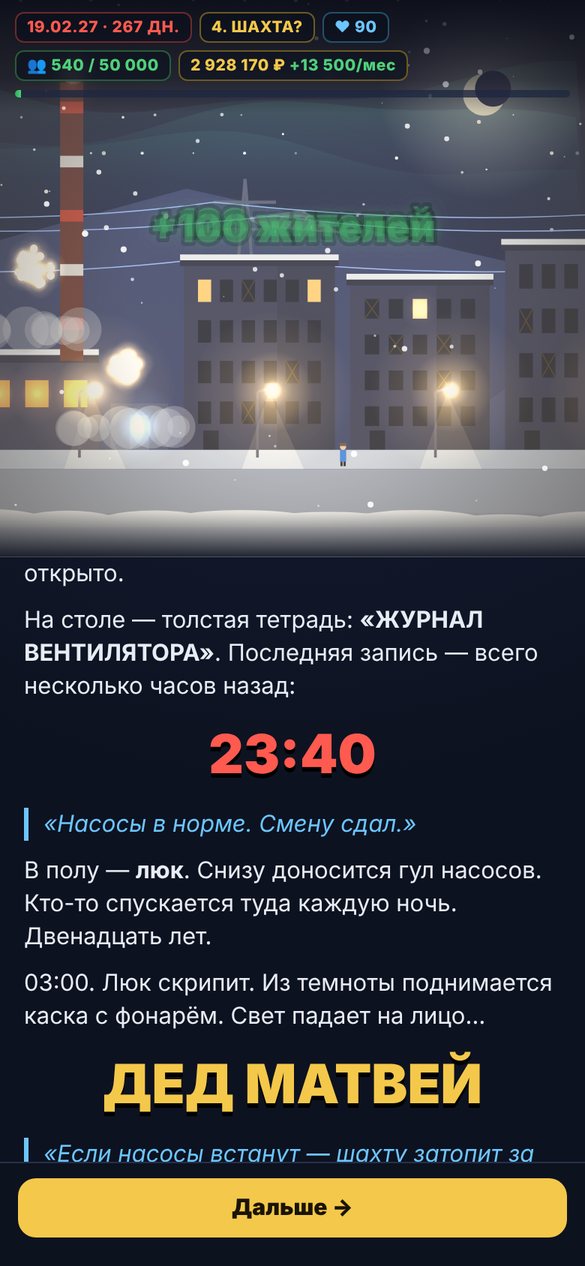 19.02.27 · 267 ДН.
4. ШАХТА?
♥ 90
👥 540 / 50 000
2 928 170 ₽ +13 500/мес
+100 жителей
открыто.
На столе — толстая тетрадь: «ЖУРНАЛ
ВЕНТИЛЯТОРА». Последняя запись — всего
несколько часов назад:
23:40
«Насосы в норме. Смену сдал.»
В полу — люк. Снизу доносится гул насосов.
Кто-то спускается туда каждую ночь.
Двенадцать лет.
03:00. Люк скрипит. Из темноты поднимается
каска с фонарём. Свет падает на лицо...
ДЕД МАТВЕЙ
«Если насосы встанут — шахту затопит за
Дальше →